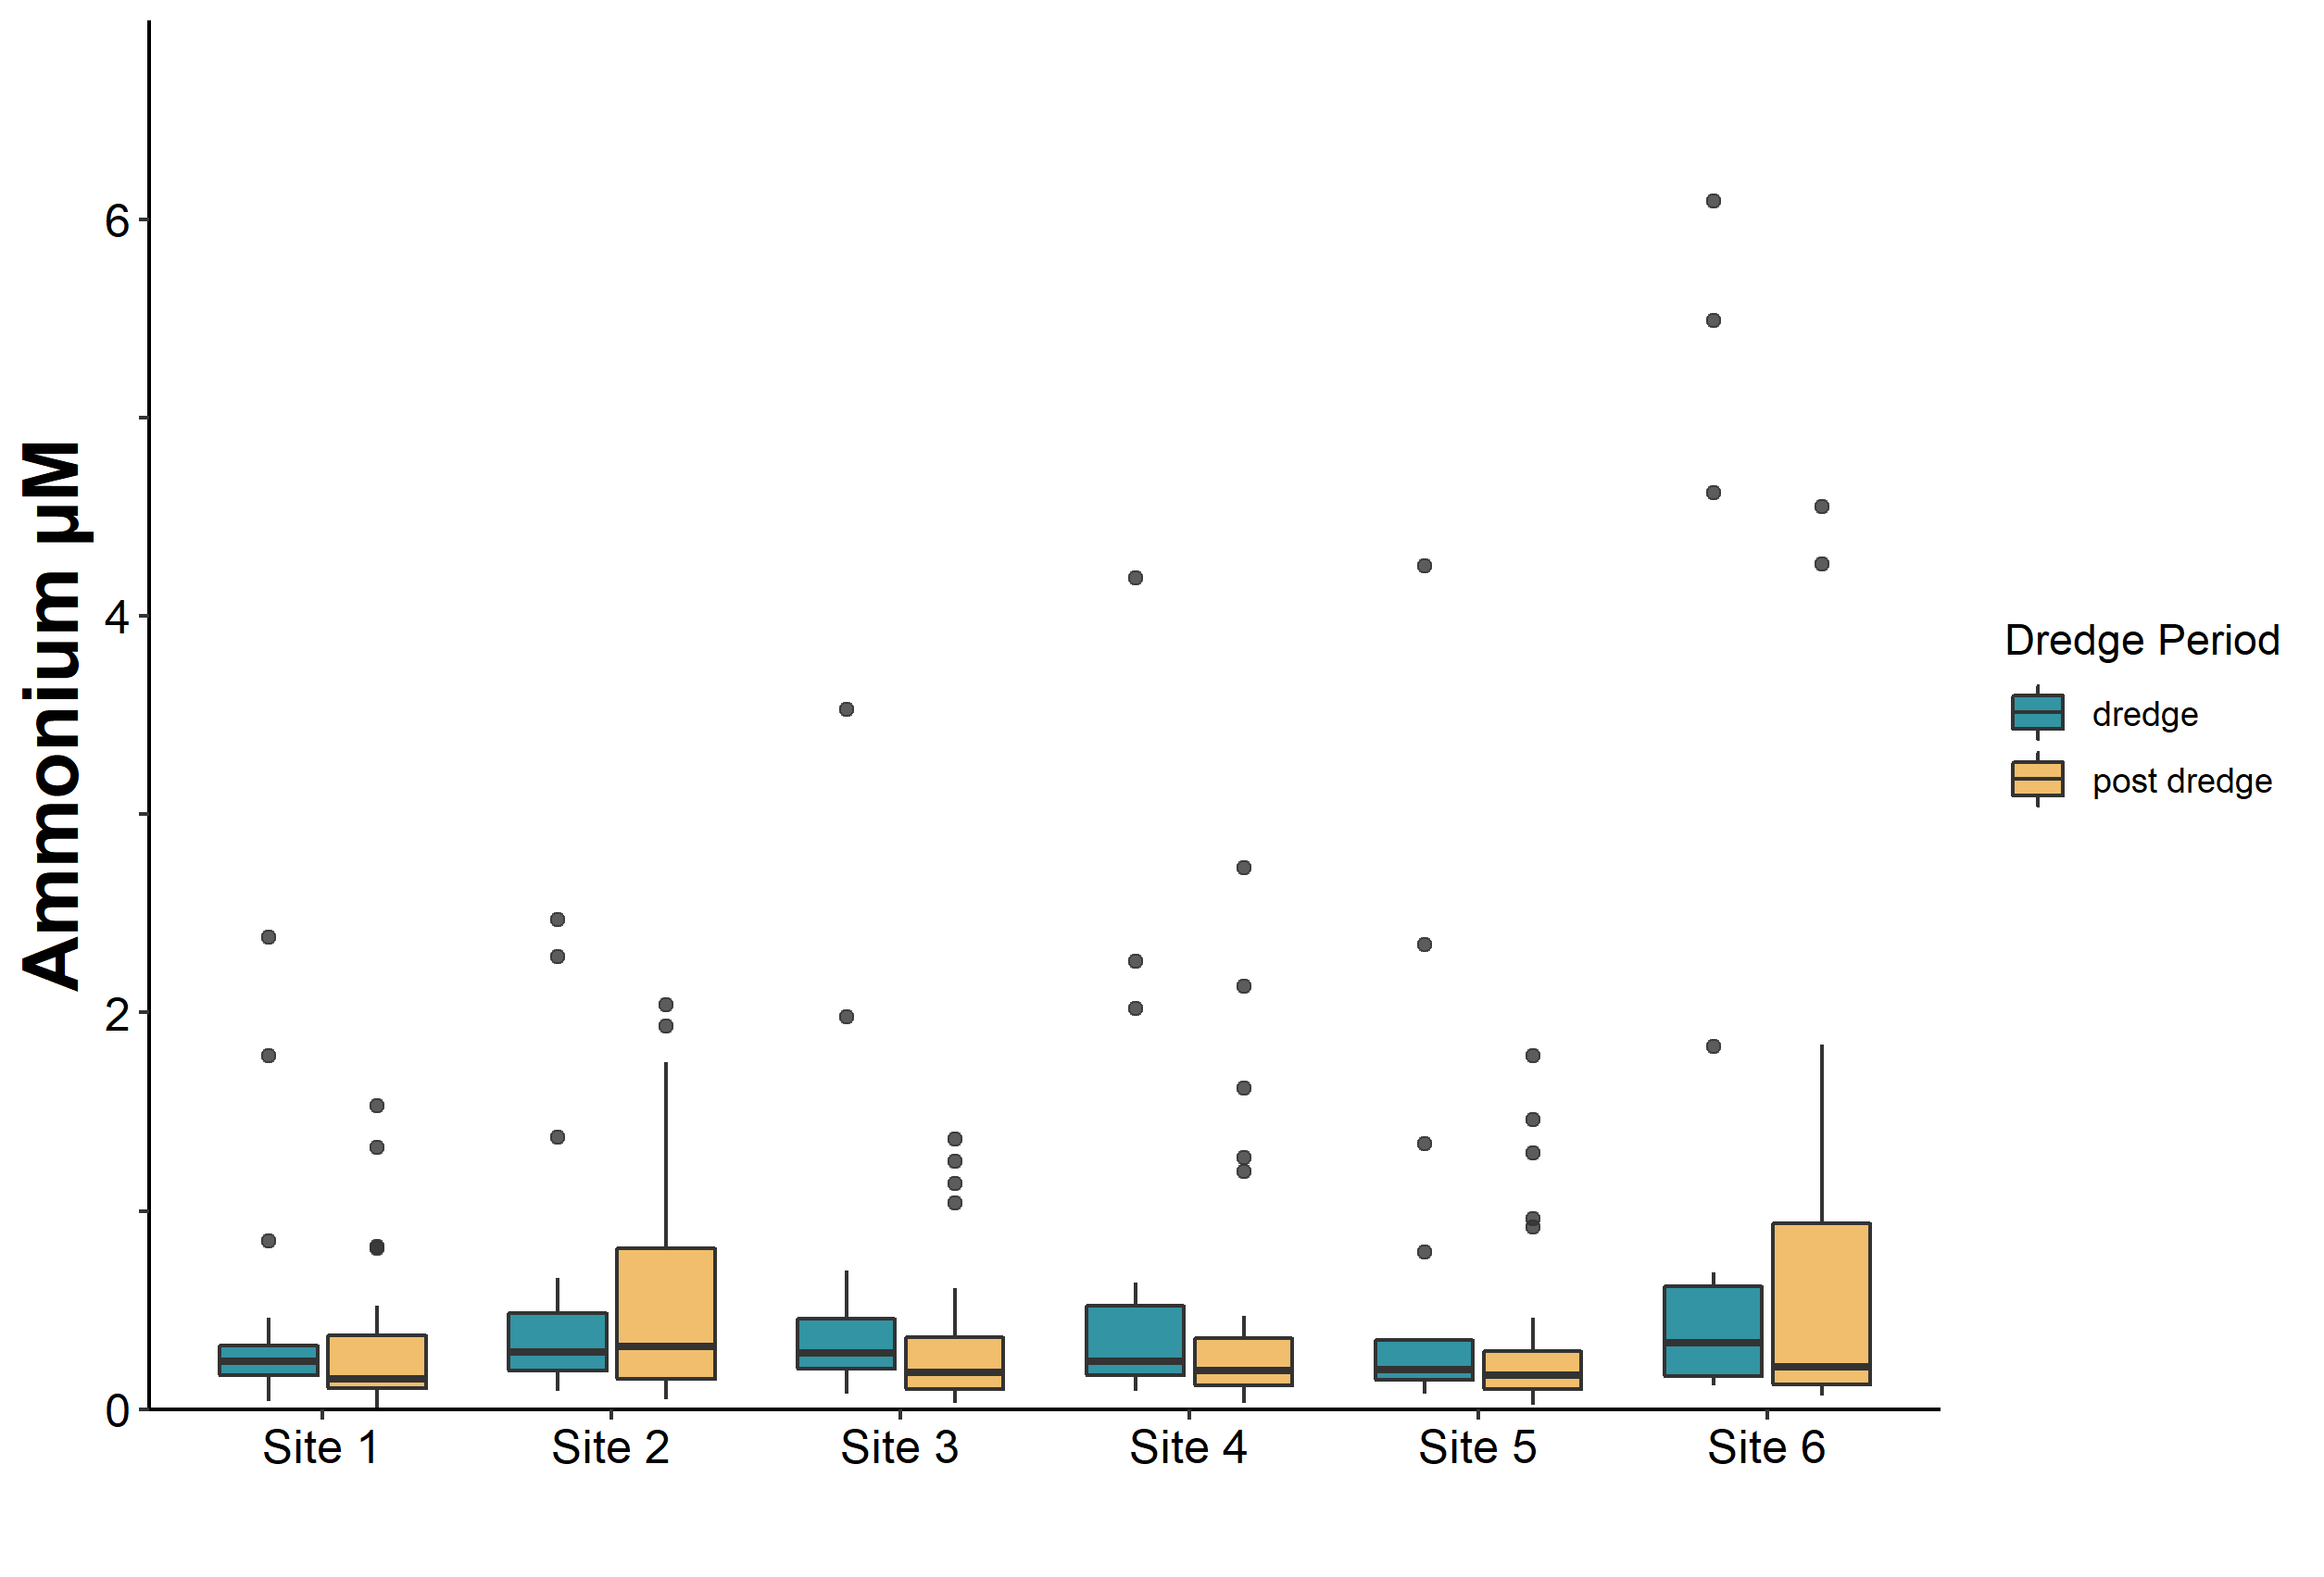 Ammonium µM
6
4
2
0
Site 1
Site 2
Site 3
Site 4
Site 5
Site 6
Dredge Period
dredge
post dredge